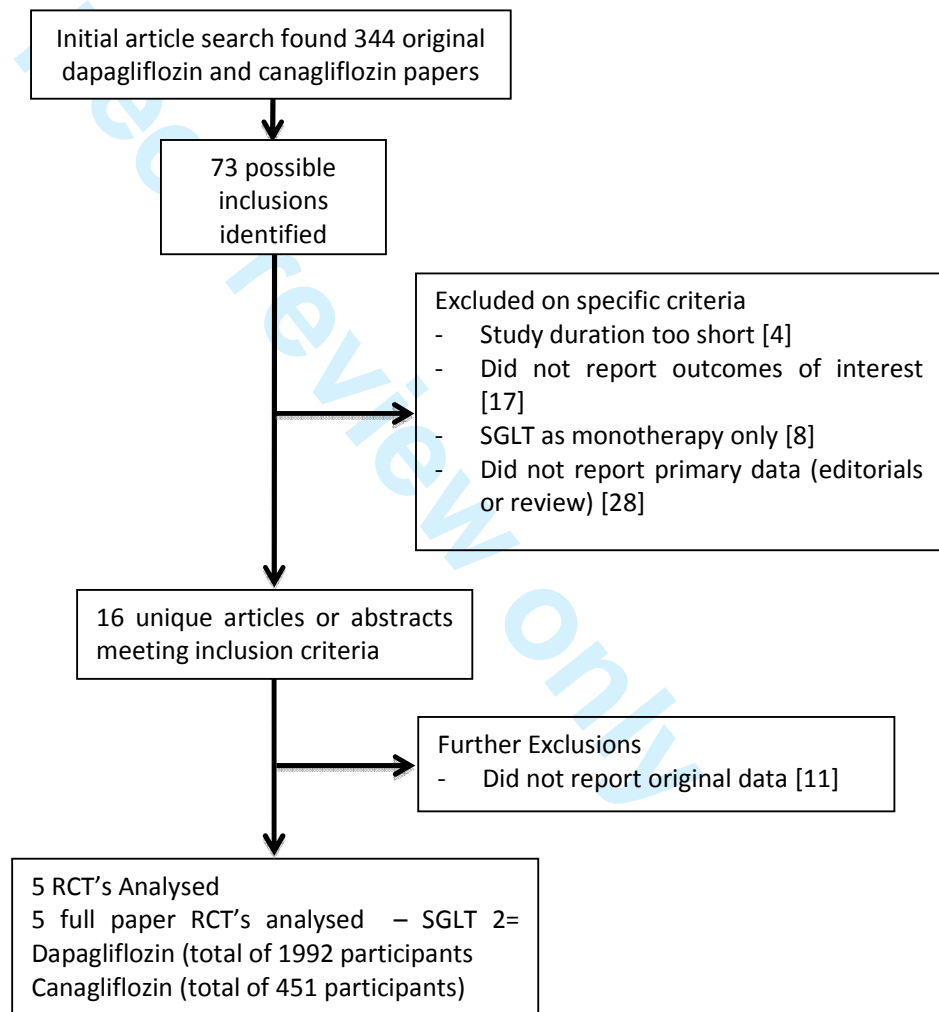 Initial article search found 344 original
dapagliflozin and canagliflozin papers
73 possible
inclusions
identified
Excluded on specific criteria
- Study duration too short [4]
- Did not report outcomes of interest
[17]
- SGLT as monotherapy only [8]
- Did not report primary data (editorials
or review) [28]
16 unique articles or abstracts
meeting inclusion criteria
Further Exclusions
- Did not report original data [11]
5 RCT's Analysed
5 full paper RCT's analysed – SGLT 2=
Dapagliflozin (total of 1992 participants
Canagliflozin (total of 451 participants)
review only